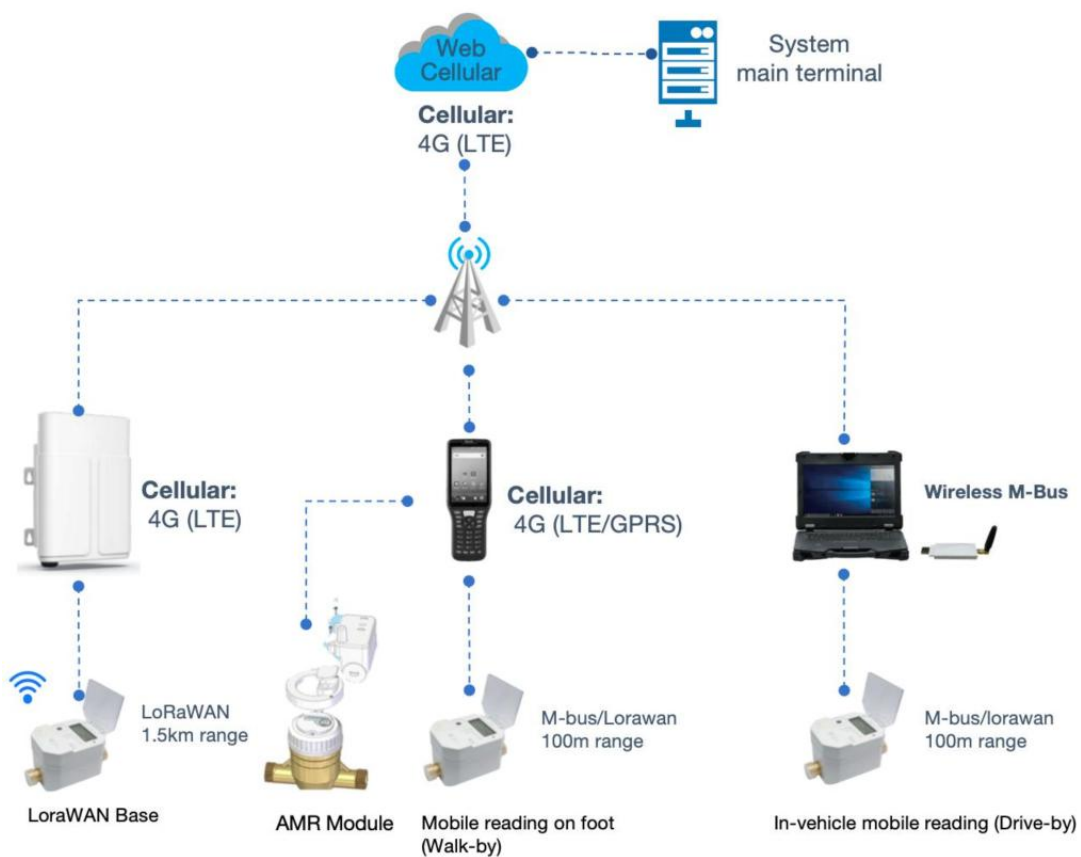 Web
Cellular
System
main terminal
Cellular:
4G (LTE)
Cellular:
4G (LTE)
Cellular:
4G (LTE/GPRS)
Wireless M-Bus
LoRaWAN
1.5km range
M-bus/Lorawan
100m range
M-bus/lorawan
100m range
LoraWAN Base
AMR Module
Mobile reading on foot
(Walk-by)
In-vehicle mobile reading (Drive-by)